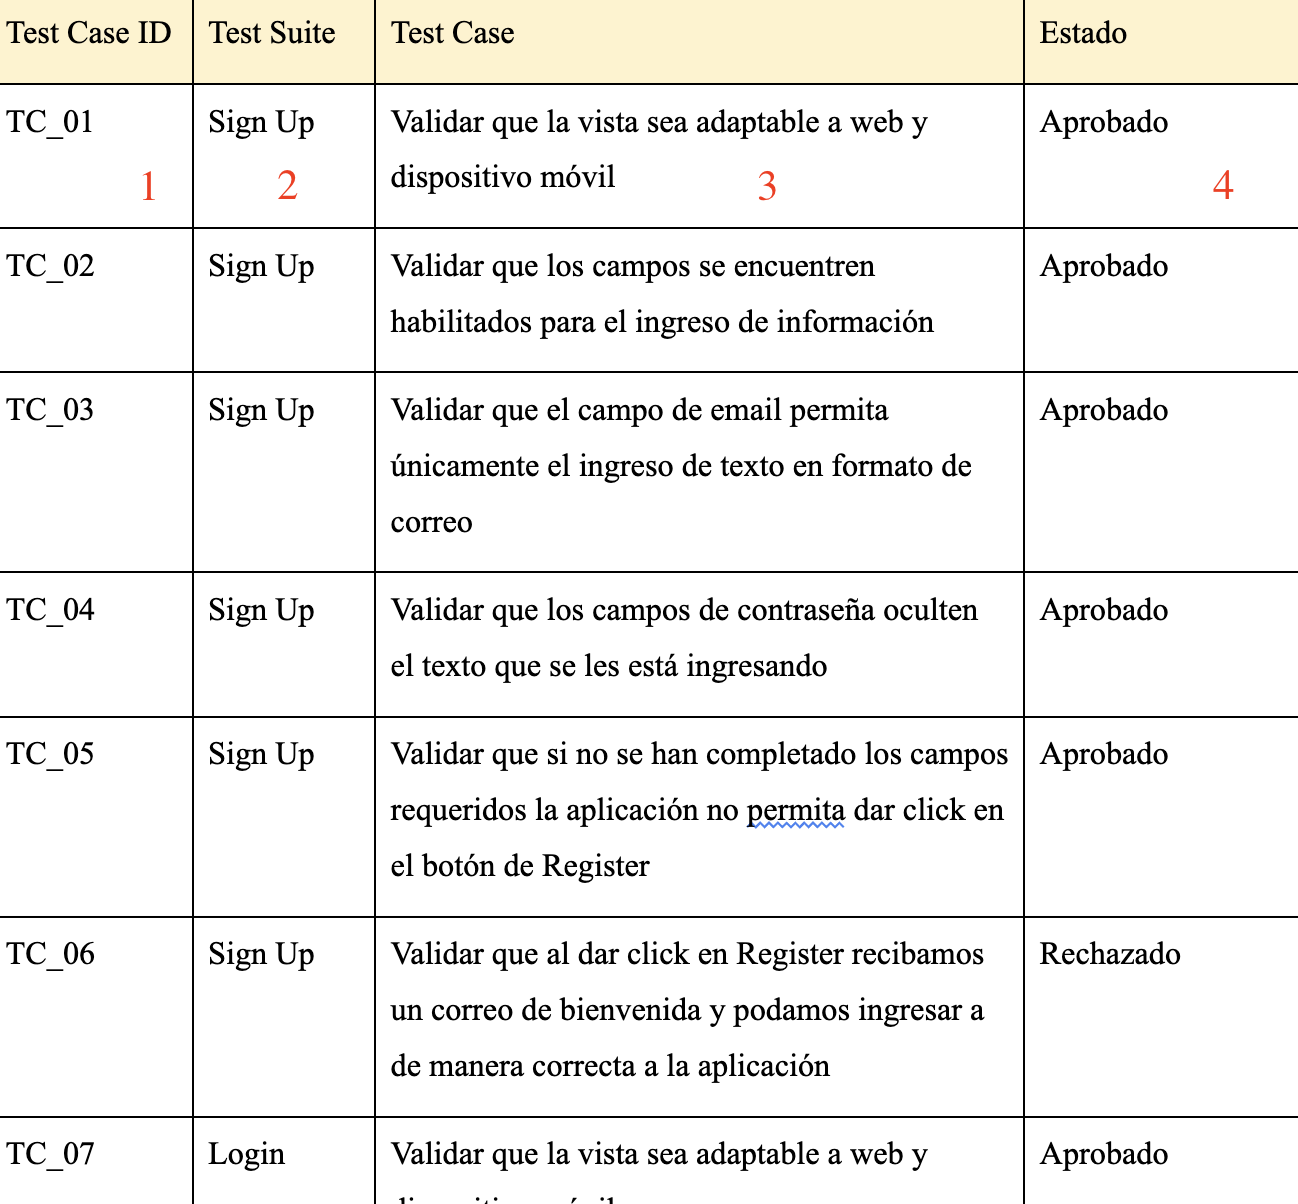 Test Case ID Test Suite Test Case Estado
TC_01 Sign Up Validar que la vista sea adaptable a web y Aprobado
dispositivo móvil
1 2 3 4
TC_02 Sign Up Validar que los campos se encuentren Aprobado
habilitados para el ingreso de información
TC_03 Sign Up Validar que el campo de email permita Aprobado
únicamente el ingreso de texto en formato de
correo
TC_04 Sign Up Validar que los campos de contraseña oculten Aprobado
el texto que se les está ingresando
TC_05 Sign Up Validar que si no se han completado los campos Aprobado
requeridos la aplicación no permita dar click en
el botón de Register
TC_06 Sign Up Validar que al dar click en Register recibamos Rechazado
un correo de bienvenida y podamos ingresar a
de manera correcta a la aplicación
TC_07 Login Validar que la vista sea adaptable a web y Aprobado